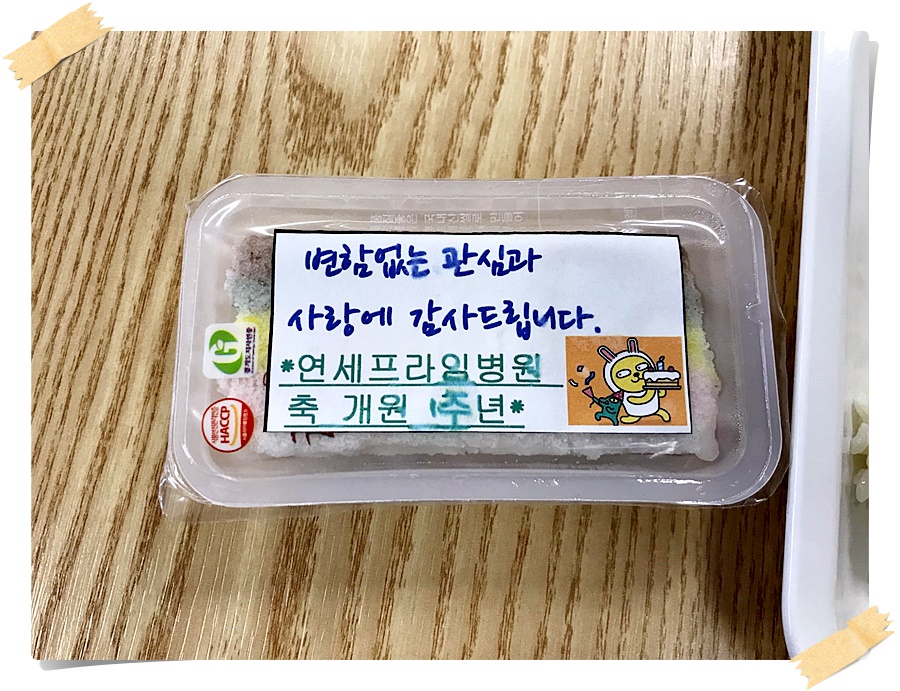 변함없는 관심과
사랑에 감사드립니다.
*연세프라임병원
축 개원 1주년*
HACCP